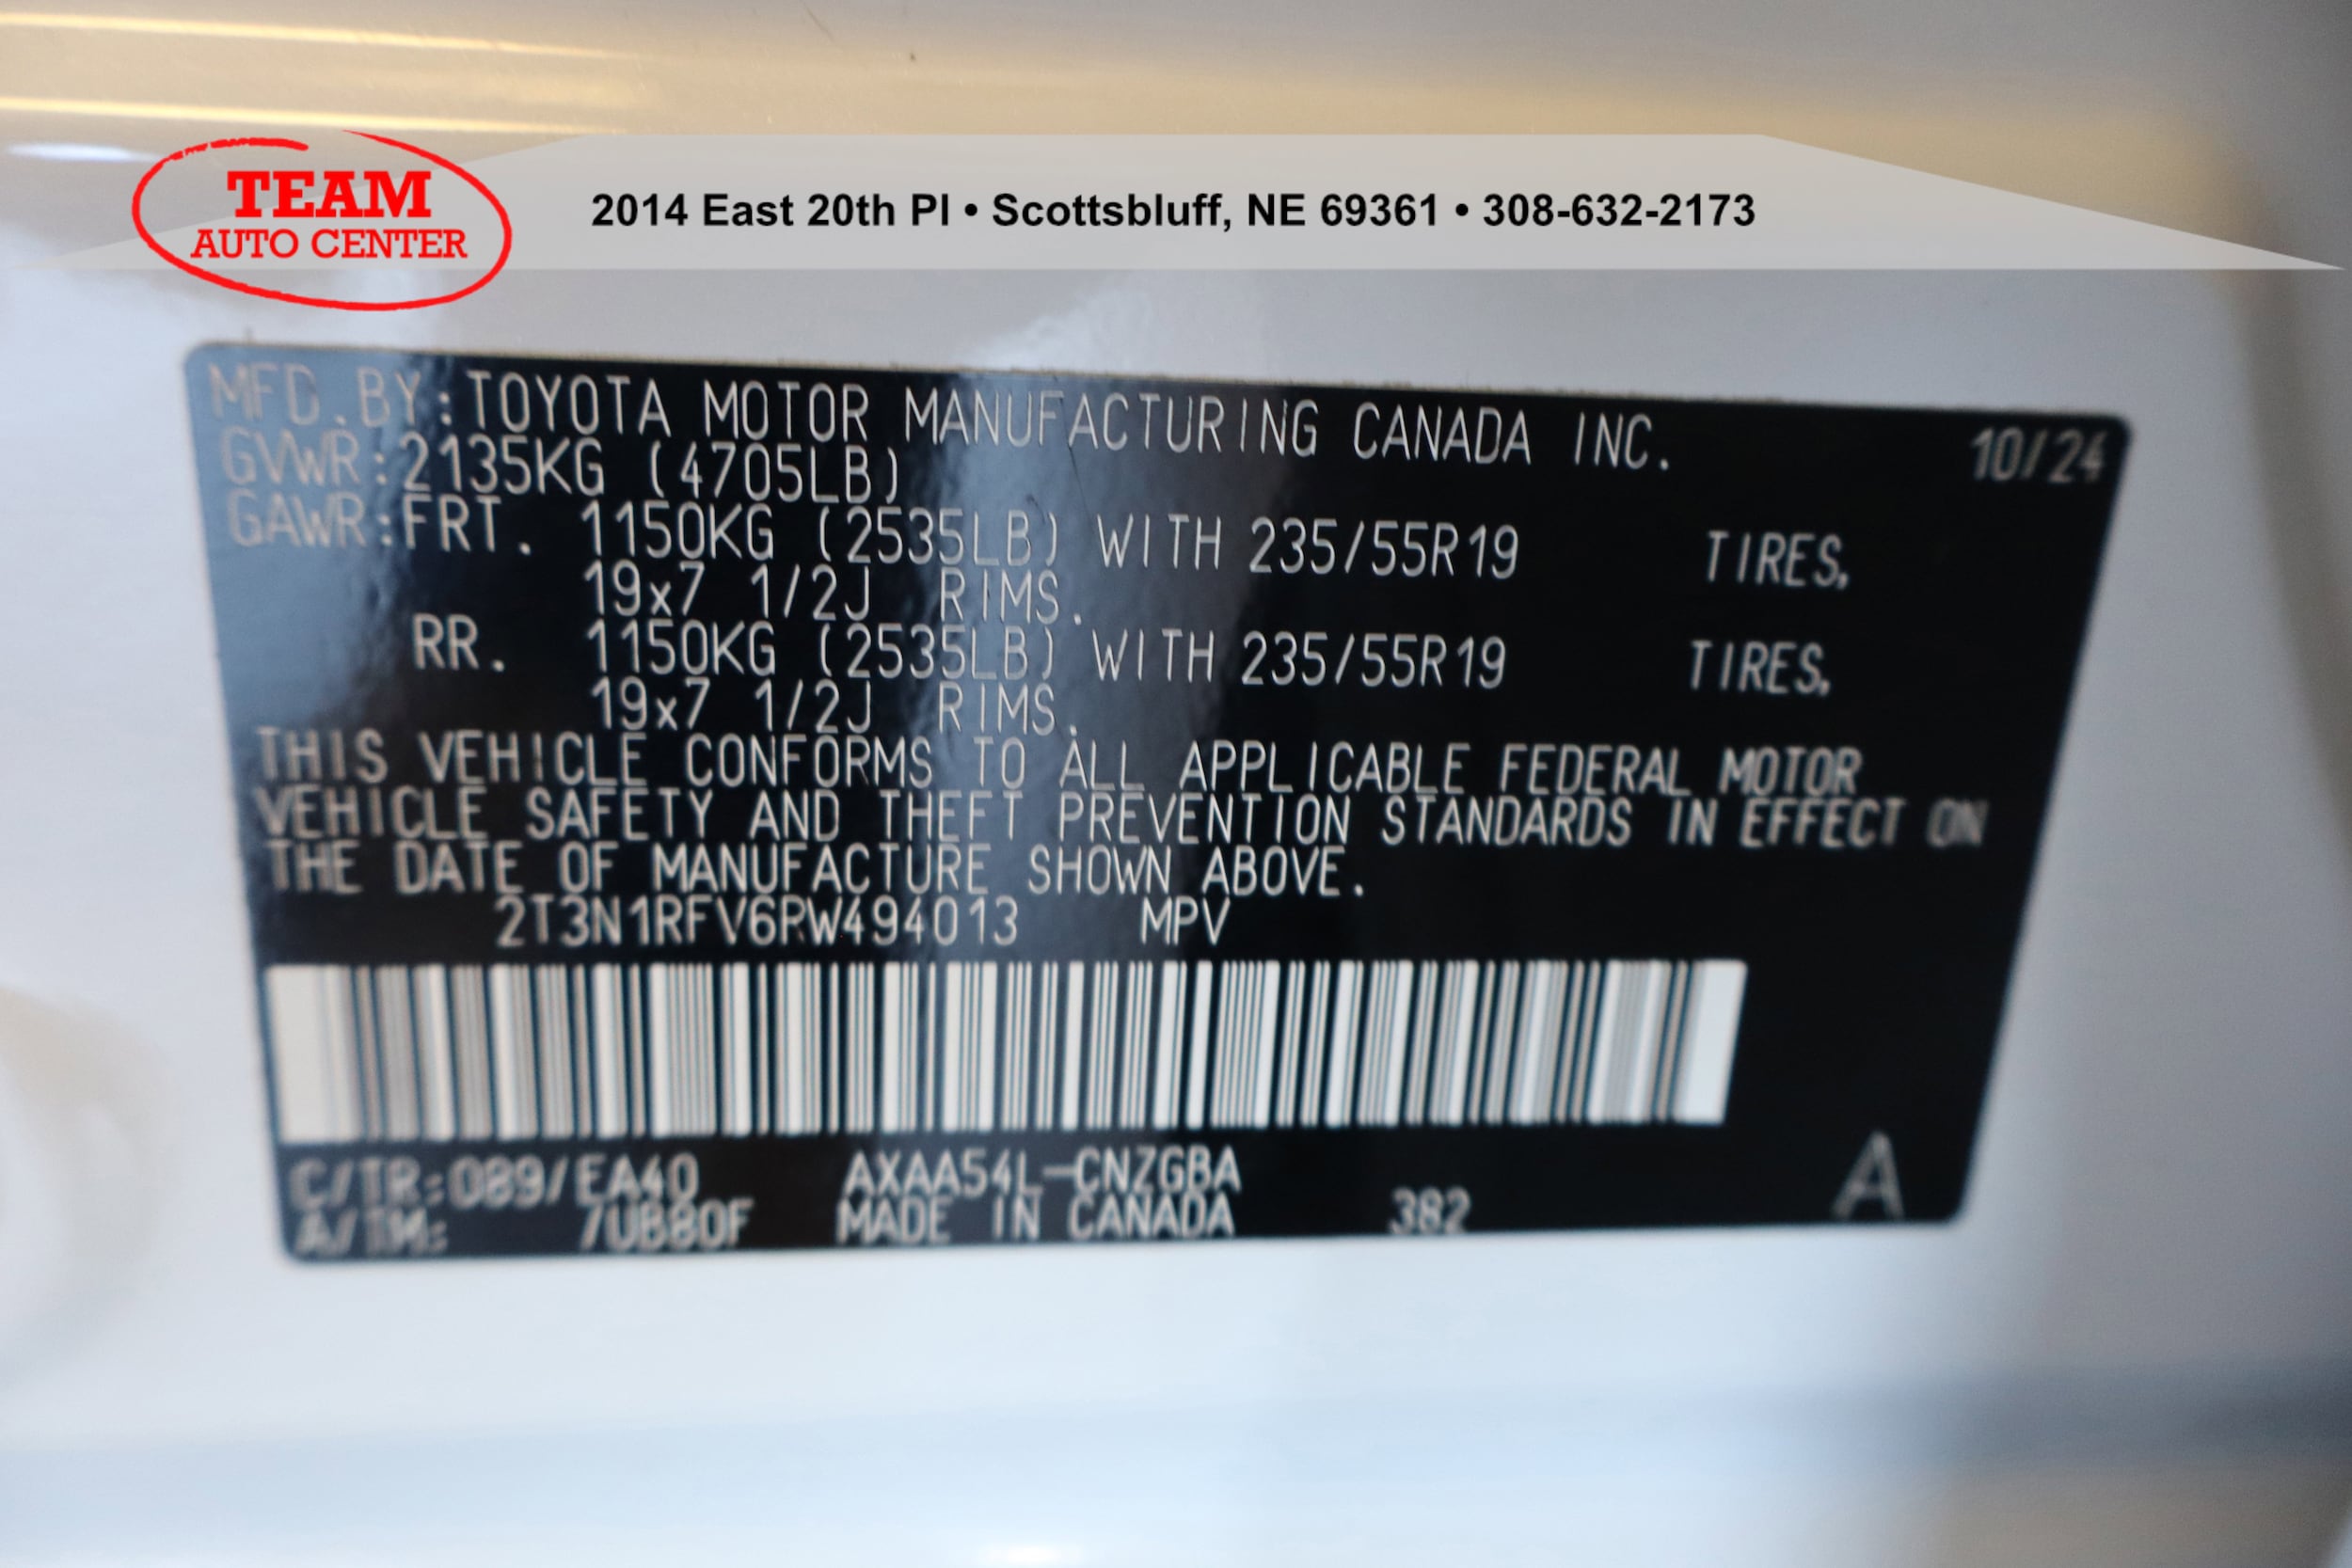 TEAM
AUTO CENTER
2014 East 20th Pl • Scottsbluff, NE 69361 • 308-632-2173
MFD.BY:TOYOTA MOTOR MANUFACTURING CANADA INC. 10/24
GVWR:2135KG (4705LB)
GAWR:FRT. 1150KG (2535LB) WITH 235/55R19 TIRES,
19x7 1/2J RIMS.
RR. 1150KG (2535LB) WITH 235/55R19 TIRES,
19x7 1/2J RIMS.
THIS VEHICLE CONFORMS TO ALL APPLICABLE FEDERAL MOTOR
VEHICLE SAFETY AND THEFT PREVENTION STANDARDS IN EFFECT ON
THE DATE OF MANUFACTURE SHOWN ABOVE.
2T3N1RFV6RW494013 MPV
C/TR:089/EA40 AXAA54L-CNZGBA A
A/TM: /UB80F MADE IN CANADA 382